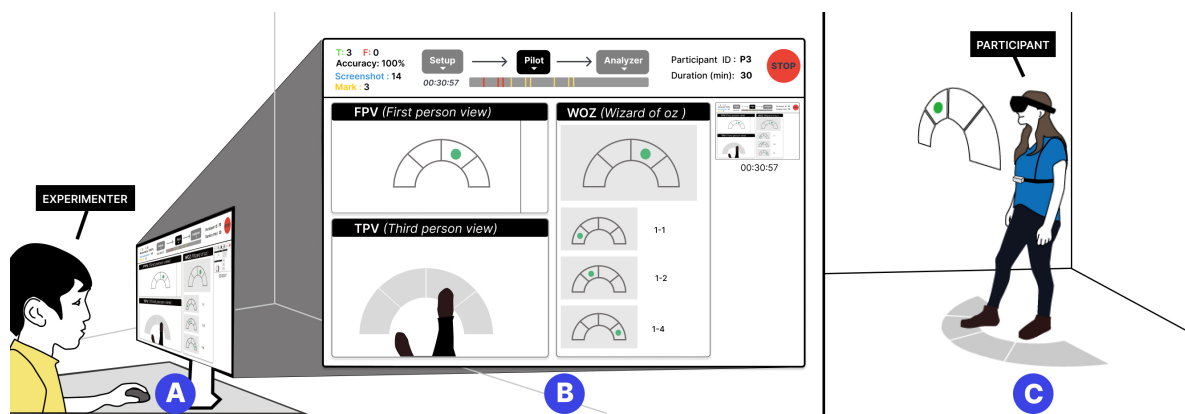 EXPERIMENTER
A
T: 3 F: 0
Accuracy: 100%
Screenshot : 14
Mark : 3
Setup
Pilot
Analyzer
00:30:57
Participant ID : P3
Duration (min): 30
STOP
FPV (First person view)
TPV (Third person view)
WOZ (Wizard of oz )
1-1
1-2
1-4
00:30:57
B
PARTICIPANT
C